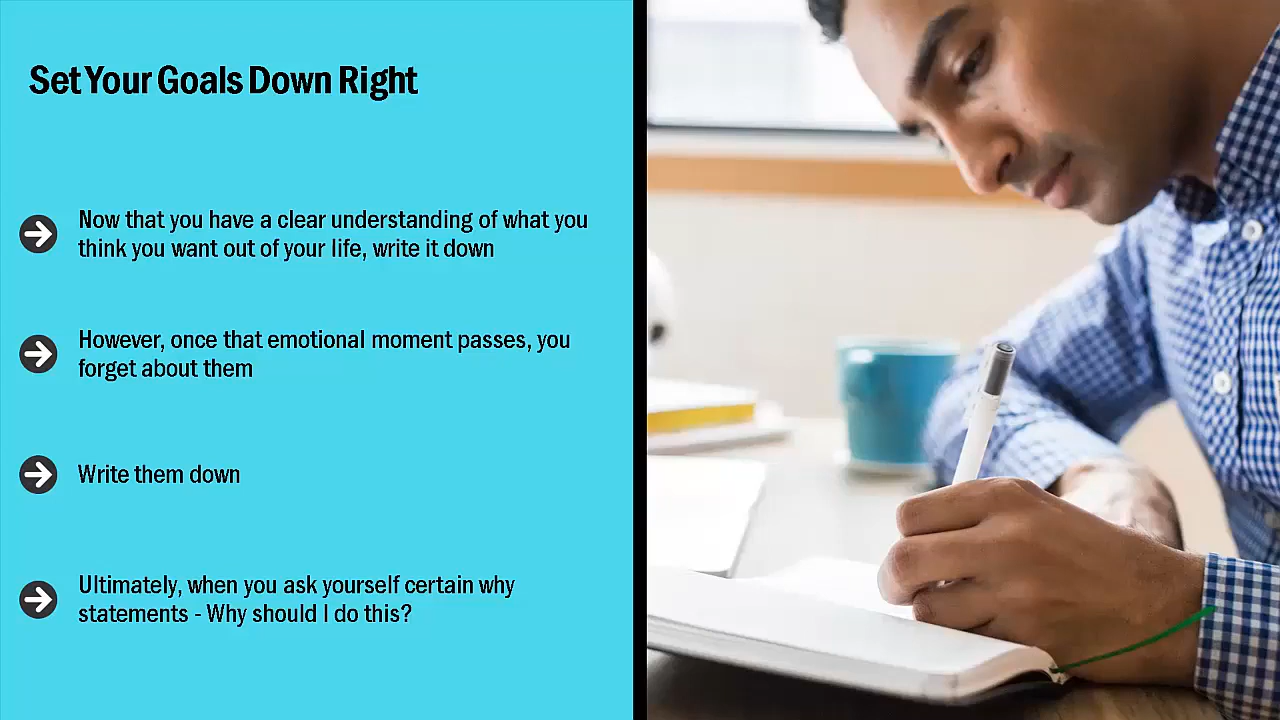 Set Your Goals Down Right
Now that you have a clear understanding of what you
think you want out of your life, write it down
However, once that emotional moment passes, you
forget about them
Write them down
Ultimately, when you ask yourself certain why
statements - Why should I do this?